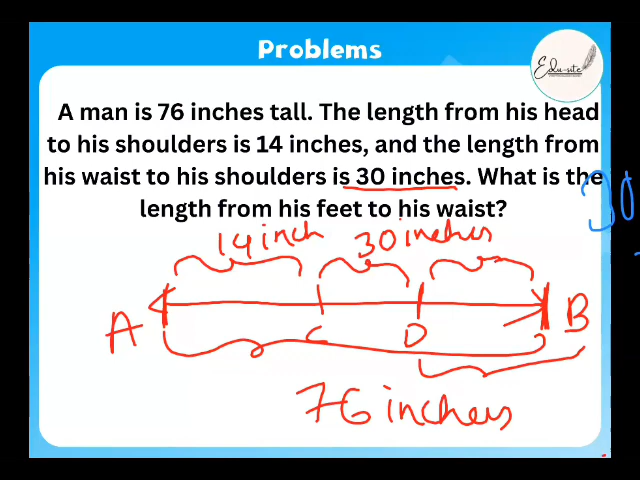 Problems
Edu-site
A man is 76 inches tall. The length from his head
to his shoulders is 14 inches, and the length from
his waist to his shoulders is 30 inches. What is the
length from his feet to his waist?
30
14 inch 30 inches
A C D B
76 inches